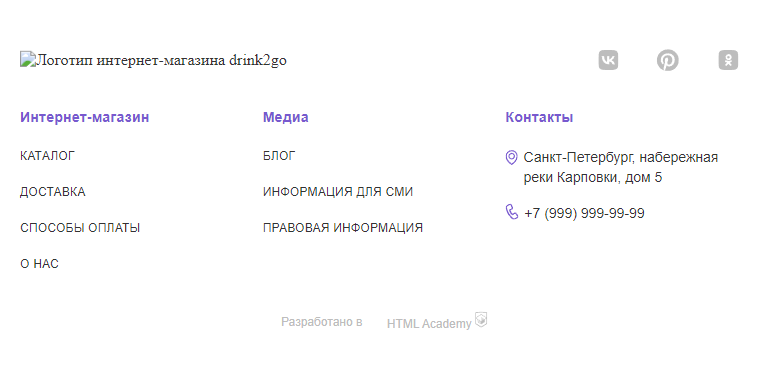 Логотип интернет-магазина drink2go
Интернет-магазин
КАТАЛОГ
ДОСТАВКА
СПОСОБЫ ОПЛАТЫ
О НАС
Медиа
БЛОГ
ИНФОРМАЦИЯ ДЛЯ СМИ
ПРАВОВАЯ ИНФОРМАЦИЯ
Контакты
Санкт-Петербург, набережная
реки Карповки, дом 5
+7 (999) 999-99-99
Разработано в HTML Academy